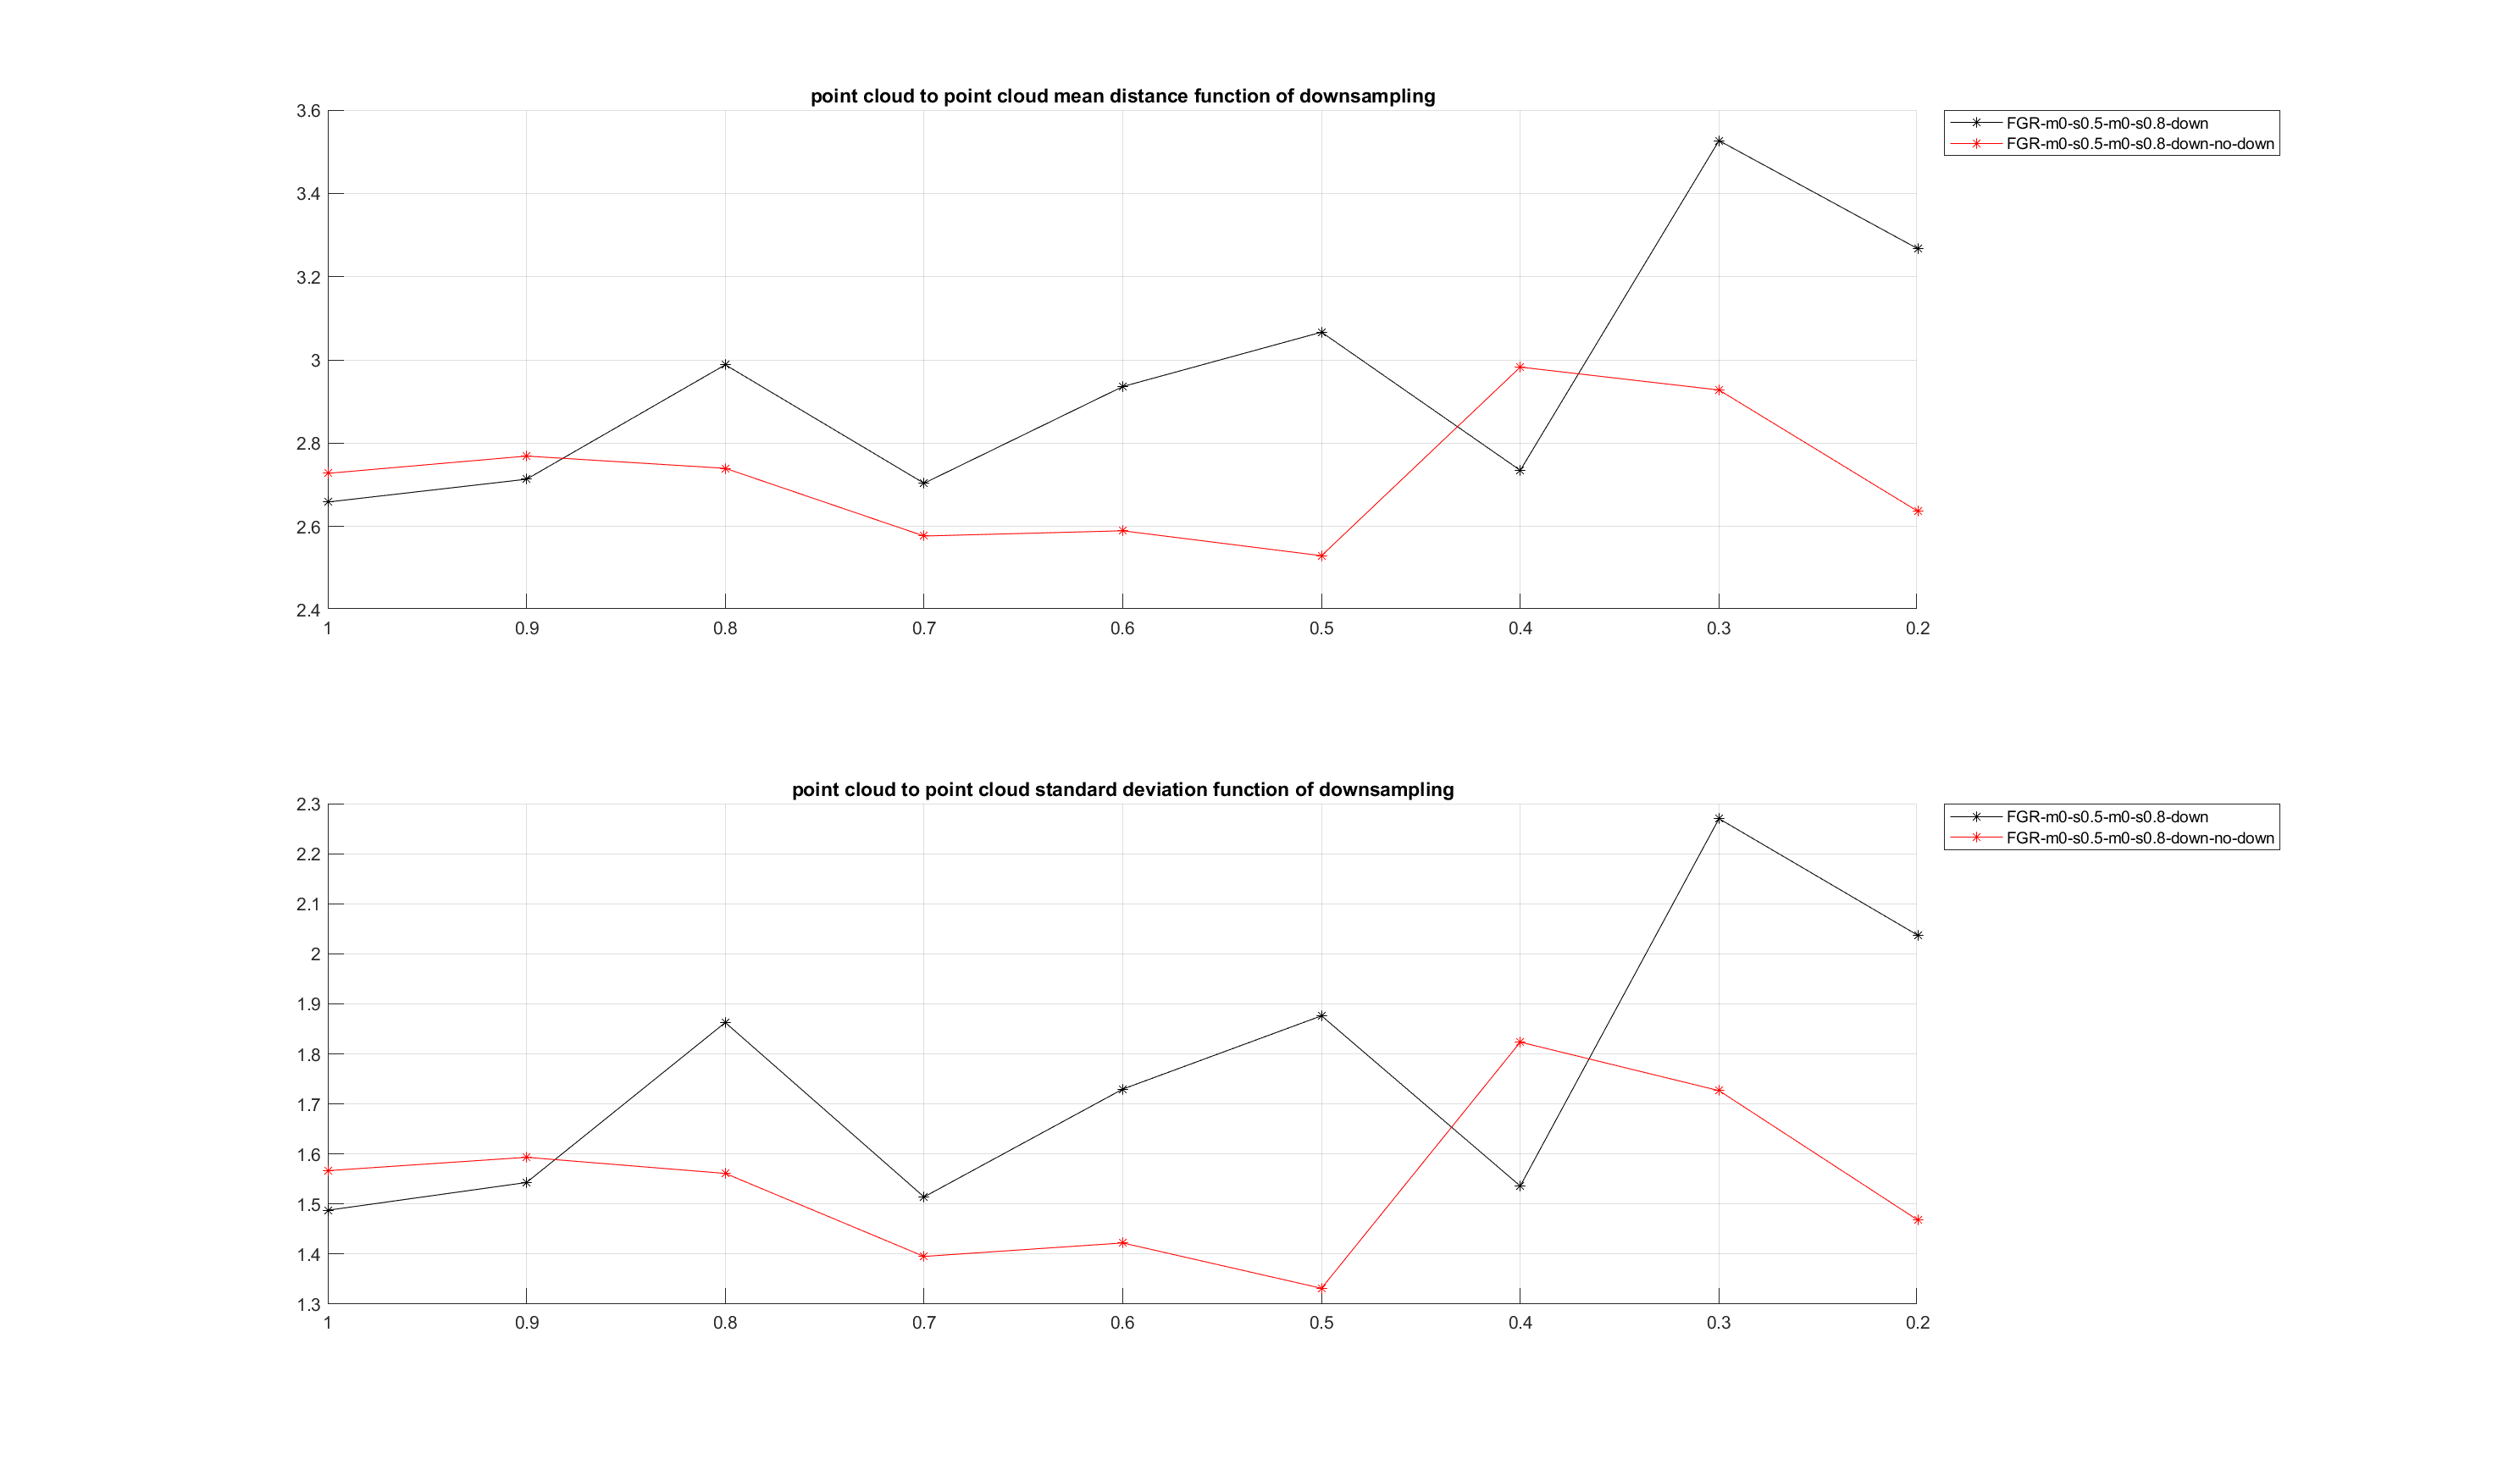 point cloud to point cloud mean distance function of downsampling
3.6
3.4
3.2
3
2.8
2.6
2.4
1 0.9 0.8 0.7 0.6 0.5 0.4 0.3 0.2
FGR-m0-s0.5-m0-s0.8-down
FGR-m0-s0.5-m0-s0.8-down-no-down
point cloud to point cloud standard deviation function of downsampling
2.3
2.2
2.1
2
1.9
1.8
1.7
1.6
1.5
1.4
1.3
1 0.9 0.8 0.7 0.6 0.5 0.4 0.3 0.2
FGR-m0-s0.5-m0-s0.8-down
FGR-m0-s0.5-m0-s0.8-down-no-down